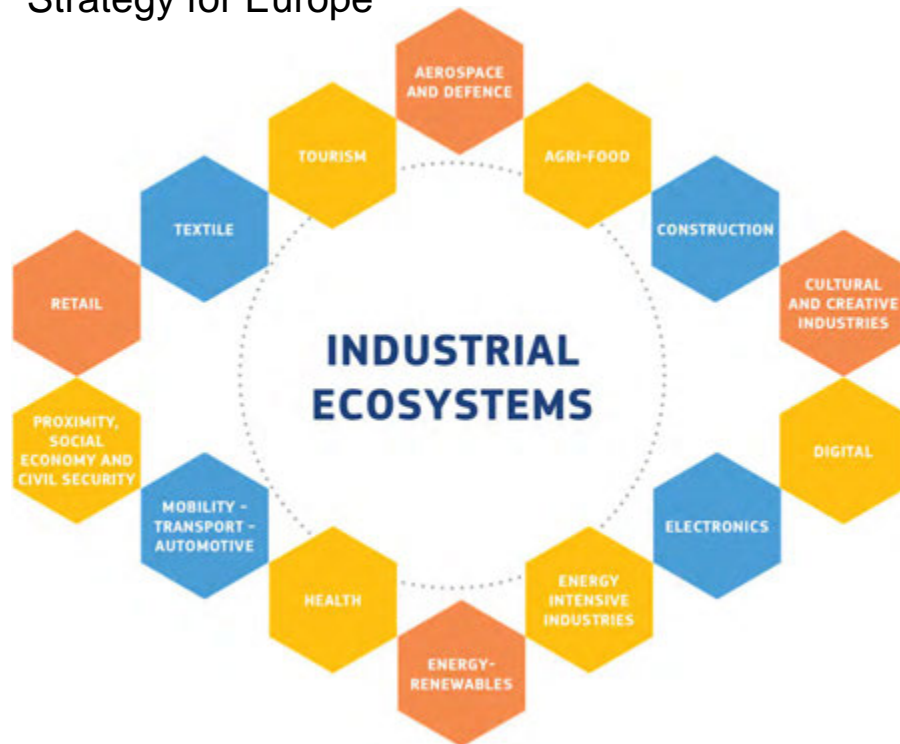 Strategy for Europe
AEROSPACE
AND DEFENCE
TOURISM
AGRI-FOOD
TEXTILE
CONSTRUCTION
RETAIL
CULTURAL
AND CREATIVE
INDUSTRIES
INDUSTRIAL
ECOSYSTEMS
PROXIMITY,
SOCIAL
ECONOMY AND
CIVIL SECURITY
DIGITAL
MOBILITY –
TRANSPORT –
AUTOMOTIVE
ELECTRONICS
HEALTH
ENERGY
INTENSIVE
INDUSTRIES
ENERGY-
RENEWABLES